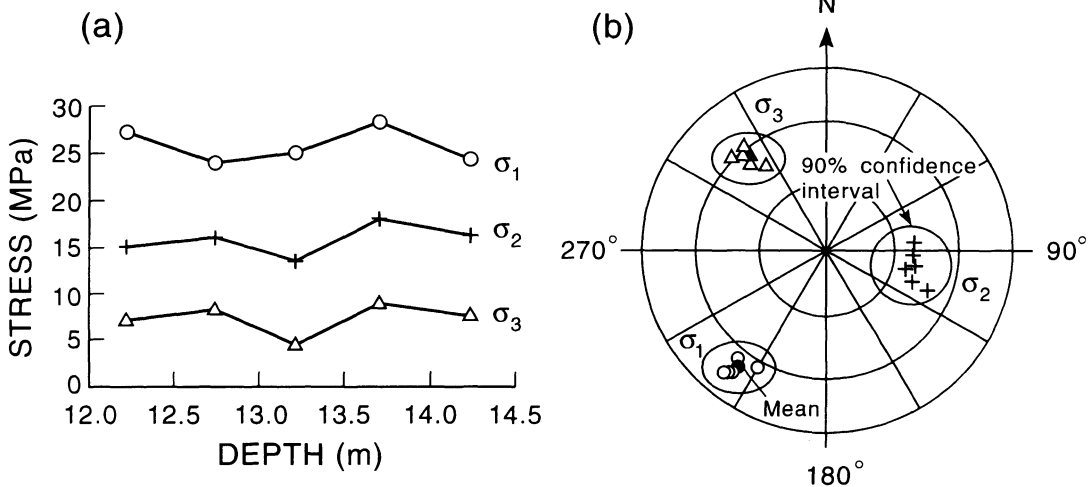 (a)
STRESS (MPa)
30
25
20
15
10
5
0
σ1
σ2
σ3
12.0 12.5 13.0 13.5 14.0 14.5
DEPTH (m)
(b)
N
σ3
90% confidence
interval
270°
90°
σ2
σ1
Mean
180°